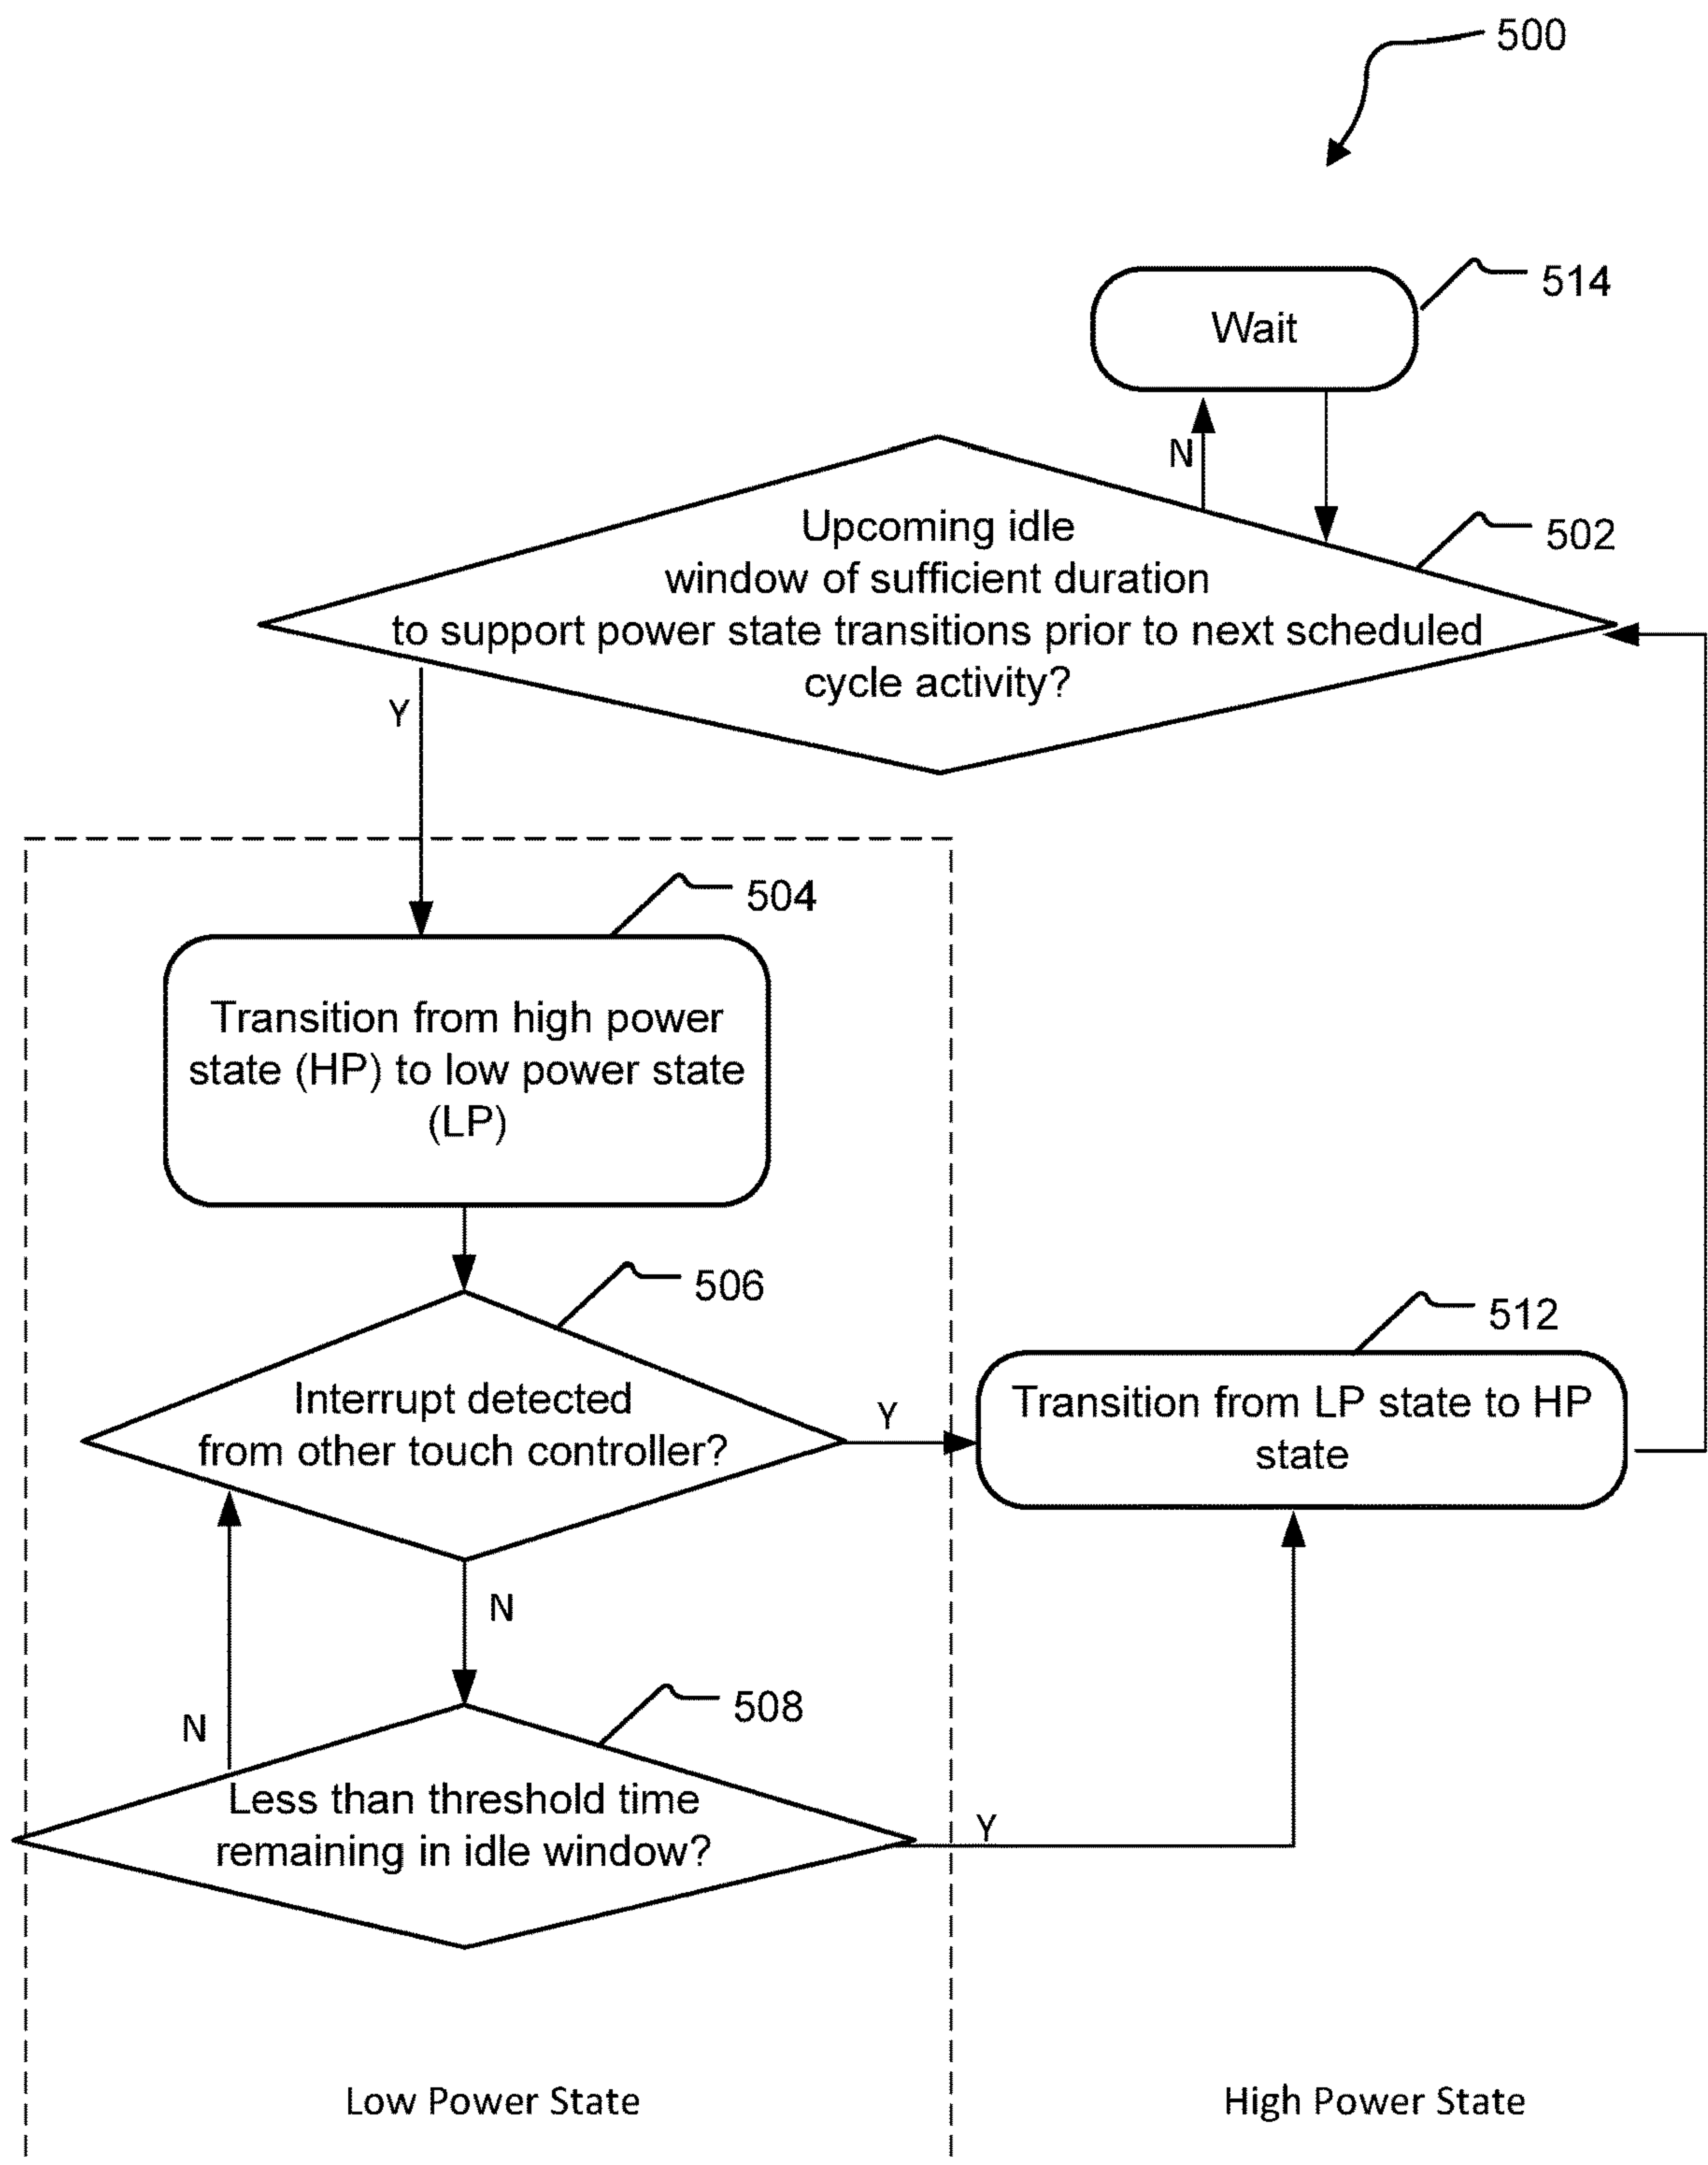 500
514
Wait
N
502
Upcoming idle
window of sufficient duration
to support power state transitions prior to next scheduled
cycle activity?
Y
504
Transition from high power
state (HP) to low power state
(LP)
506
512
Interrupt detected
from other touch controller?
Y
Transition from LP state to HP
state
N
N
508
Less than threshold time
remaining in idle window?
Y
Low Power State
High Power State